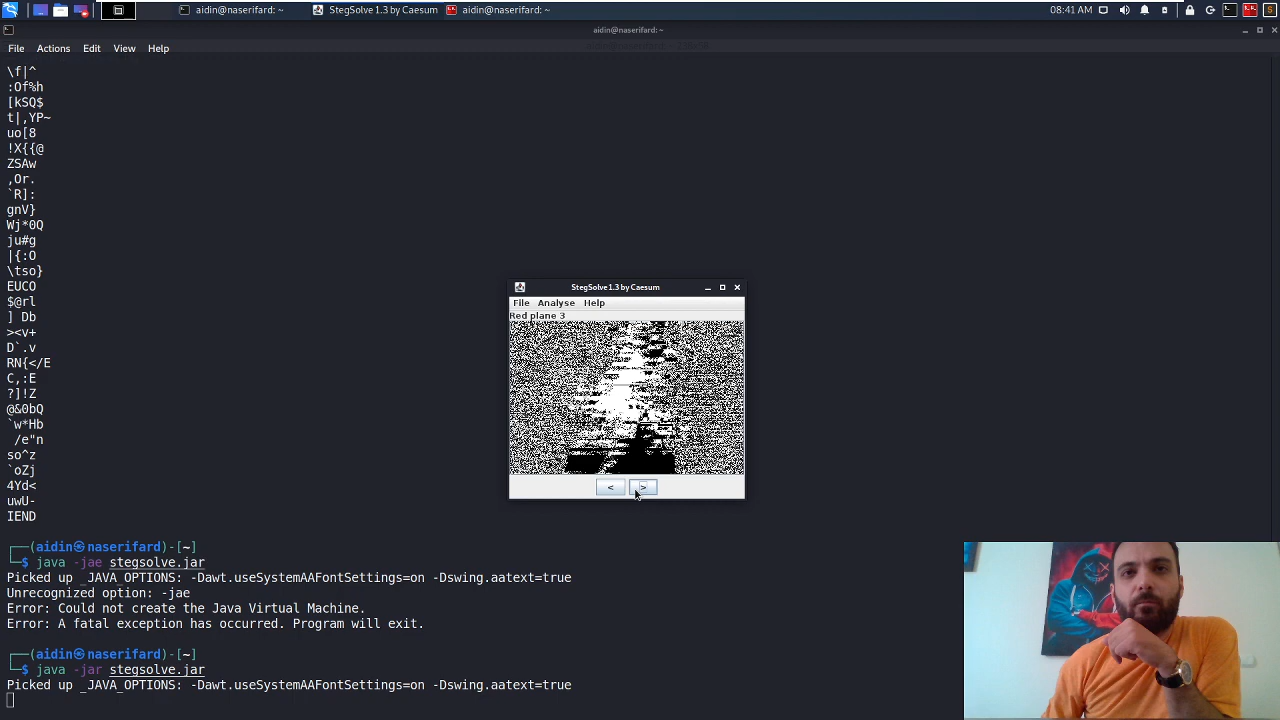 aidin@naserifard: ~
StegSolve 1.3 by Caesum
aidin@naserifard: ~
08:41 AM
aidin@naserifard: ~
File Actions Edit View Help
\f|^
:Of%h
[kSQ$
t|,YP~
uo[8
!X{{@
ZSAw
,Or.
`R]:
gnV}
Wj*0Q
ju#g
|{:O
\tso}
EUCO
$@rl
] Db
><v+
D`.v
RN{</E
C,:E
?]!Z
@&0bQ
`w*Hb
/e"n
so^z
`oZj
4Yd<
uwU-
IEND
┌──(aidin㉿naserifard)-[~]
└─$ java -jae stegsolve.jar
Picked up _JAVA_OPTIONS: -Dawt.useSystemAAFontSettings=on -Dswing.aatext=true
Unrecognized option: -jae
Error: Could not create the Java Virtual Machine.
Error: A fatal exception has occurred. Program will exit.
┌──(aidin㉿naserifard)-[~]
└─$ java -jar stegsolve.jar
Picked up _JAVA_OPTIONS: -Dawt.useSystemAAFontSettings=on -Dswing.aatext=true
StegSolve 1.3 by Caesum
File Analyse Help
Red plane 3
< >